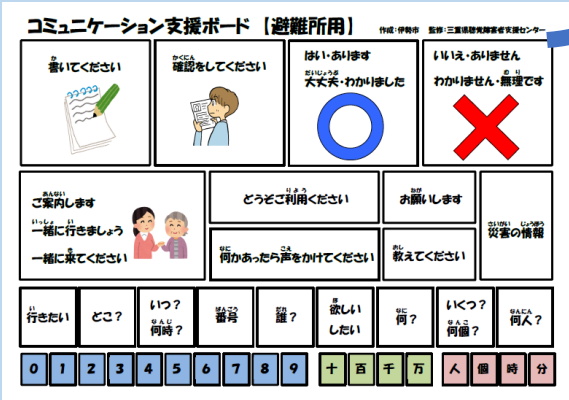 コミュニケーション支援ボード【避難所用】
作成：伊勢市　監修：三重県聴覚障害者支援センター
書いてください
確認をしてください
はい・あります
大丈夫・わかりました
いいえ・ありません
わかりません・無理です
ご案内します
一緒に行きましょう
一緒に来てください
どうぞご利用ください
お願いします
災害の情報
何かあったら声をかけてください
教えてください
行きたい
どこ？
いつ？
何時？
番号
誰？
欲しい
したい
何？
いくつ？
何個？
何人？
0 1 2 3 4 5 6 7 8 9 十 百 千 万 人 個 時 分